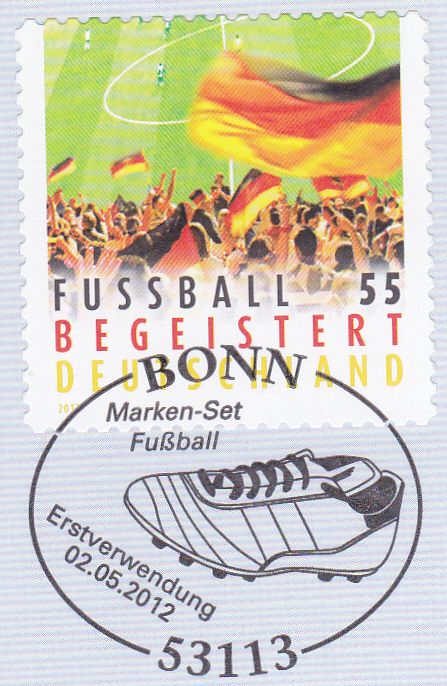 FUSSBALL 55
BEGEISTERT
DEUTSCHLAND
BONN
Marken-Set
Fußball
Erstverwendung
02.05.2012
53113